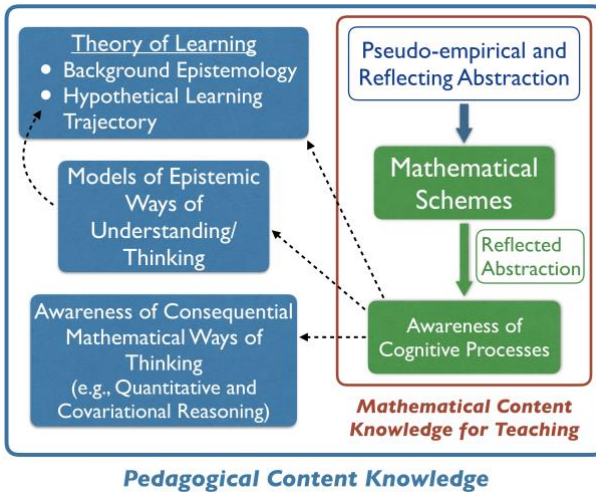 Theory of Learning
• Background Epistemology
• Hypothetical Learning
Trajectory
Models of Epistemic
Ways of
Understanding/
Thinking
Awareness of Consequential
Mathematical Ways of
Thinking
(e.g., Quantitative and
Covariational Reasoning)
Pseudo-empirical and
Reflecting Abstraction
Mathematical
Schemes
Reflected
Abstraction
Awareness of
Cognitive Processes
Mathematical Content
Knowledge for Teaching
Pedagogical Content Knowledge